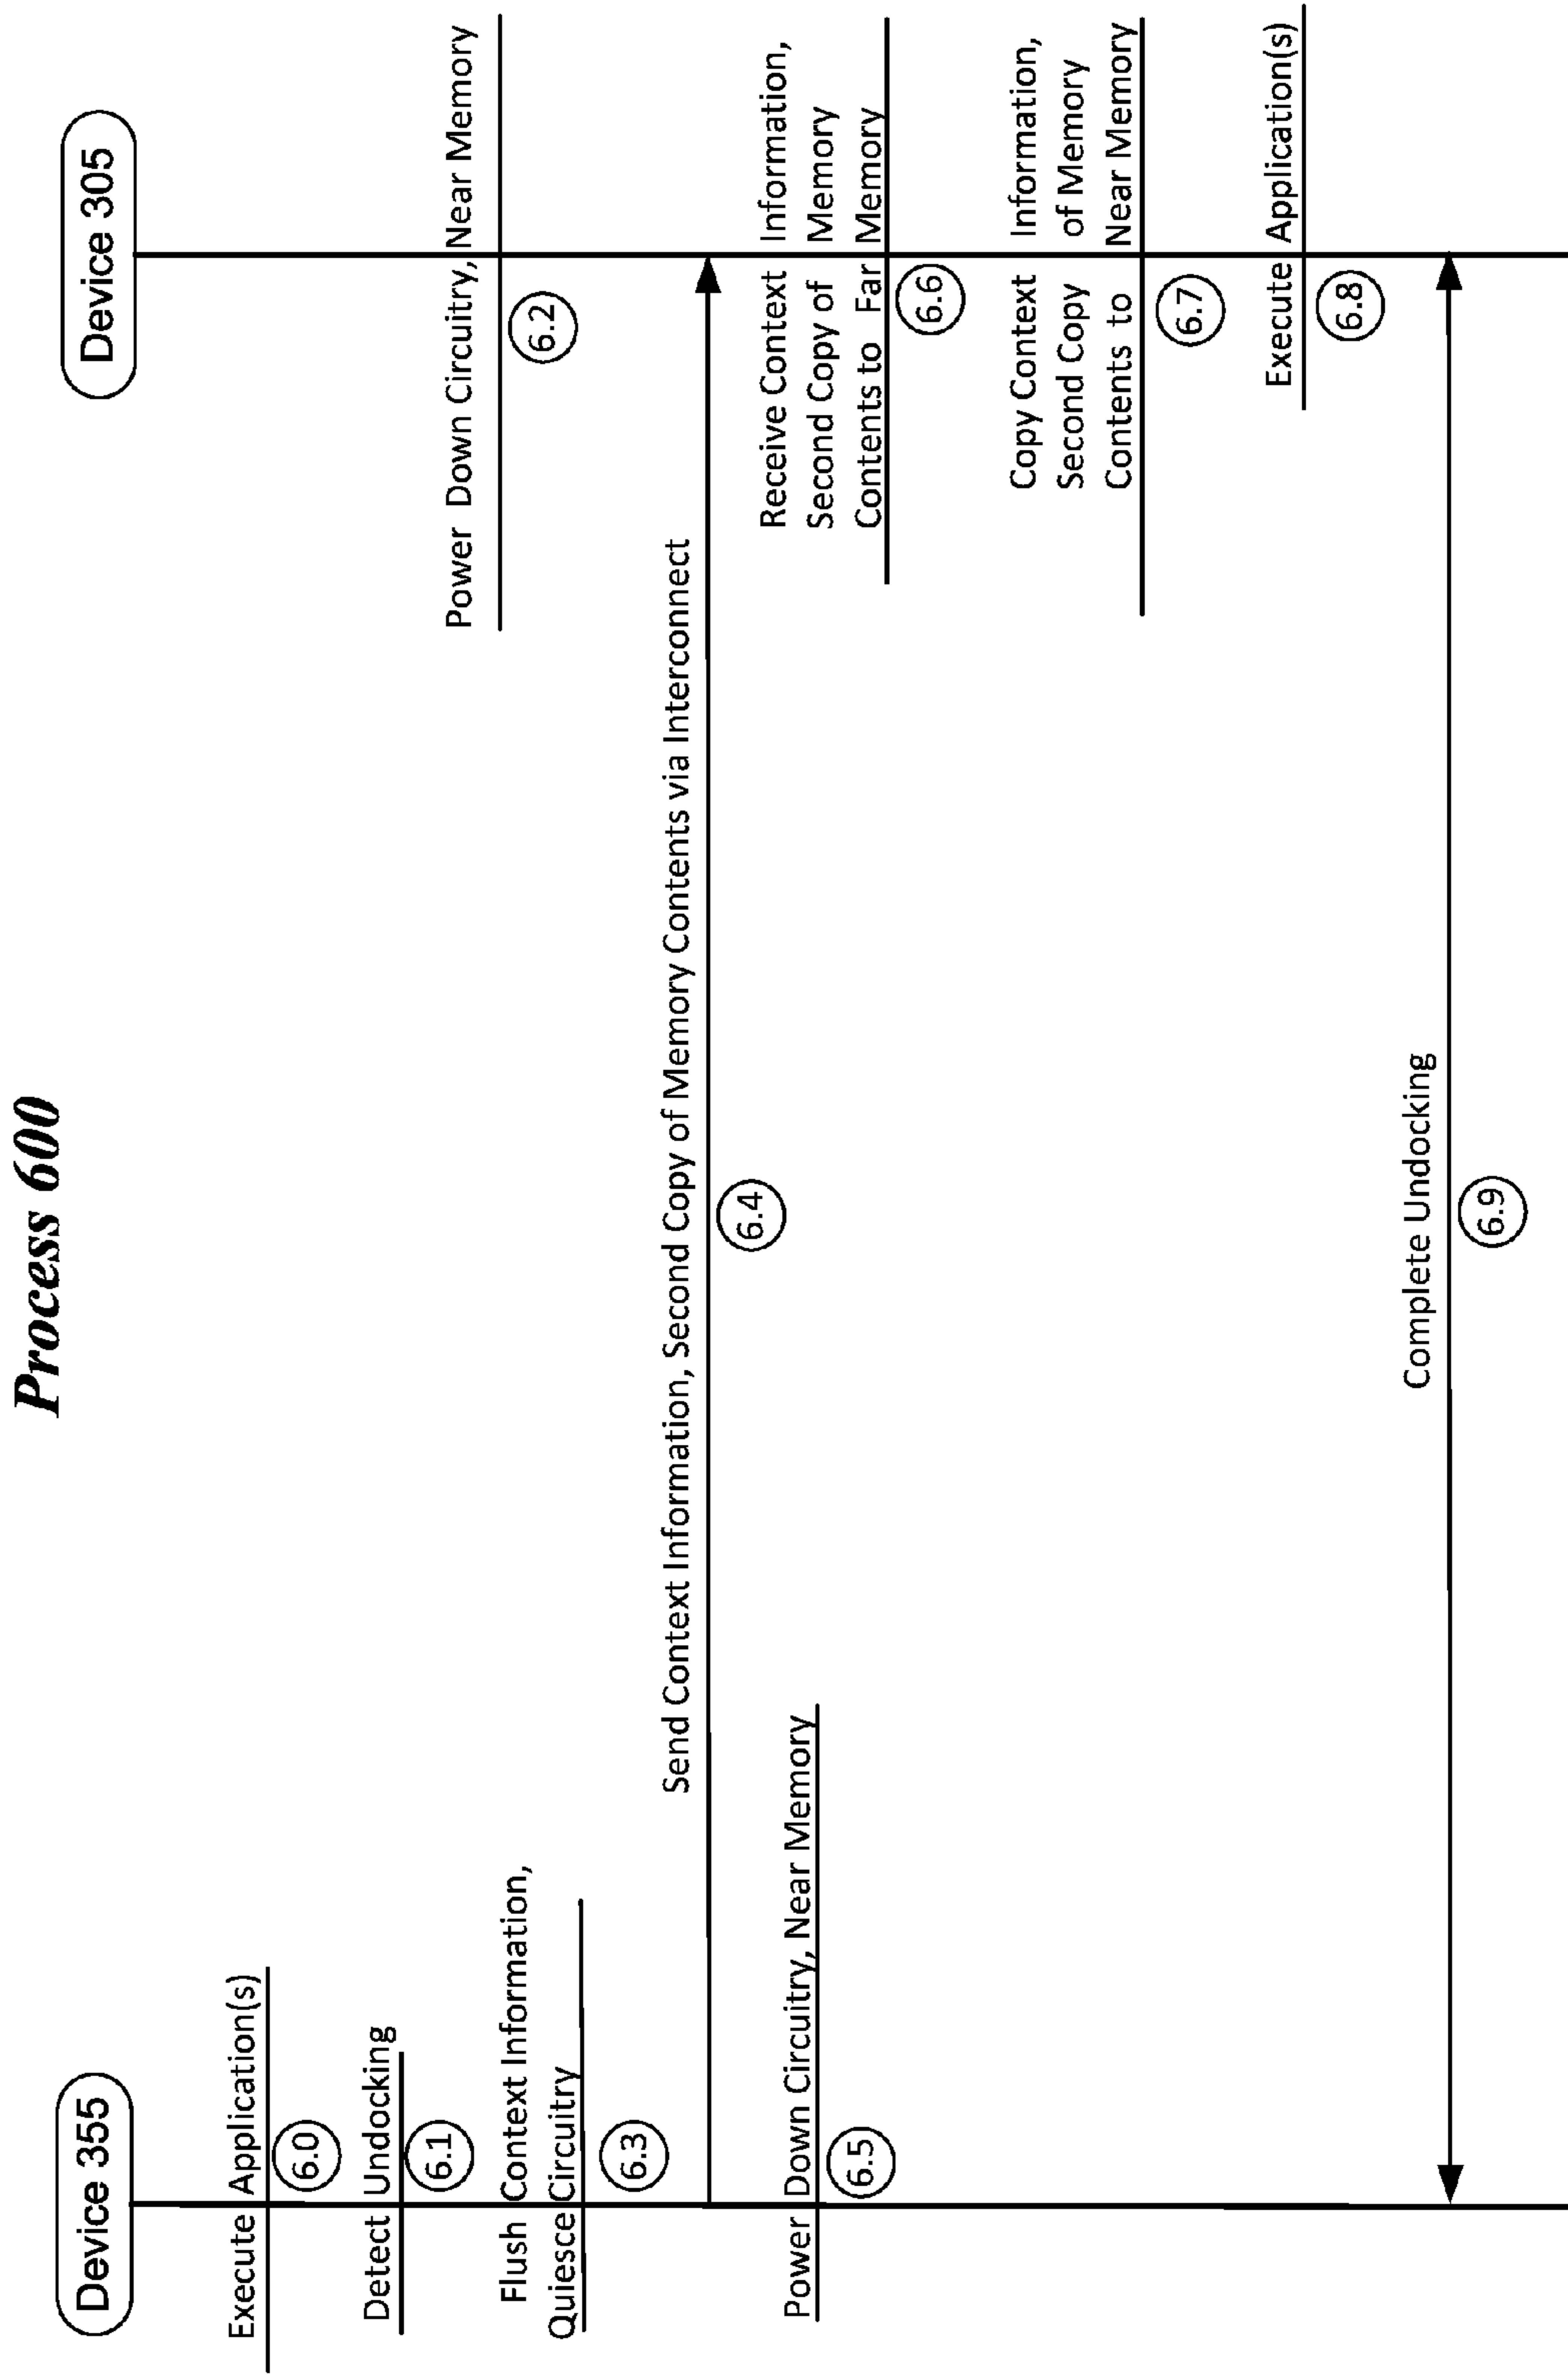 Process 600
Device 355
Device 305
Execute Application(s)
6.0
Detect Undocking
6.1
Power Down Circuitry, Near Memory
6.2
Flush Context Information,
Quiesce Circuitry
6.3
Send Context Information, Second Copy of Memory Contents via Interconnect
6.4
Power Down Circuitry, Near Memory
6.5
Receive Context Information,
Second Copy of Memory
Contents to Far Memory
6.6
Copy Context Information,
Second Copy of Memory
Contents to Near Memory
6.7
Execute Application(s)
6.8
Complete Undocking
6.9